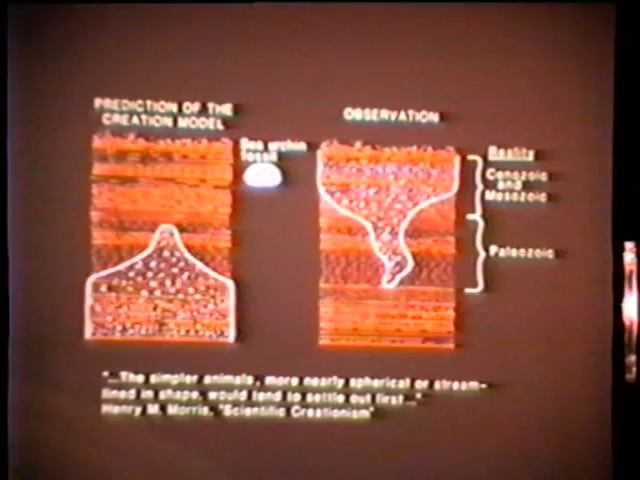 PREDICTION OF THE
CREATION MODEL
Sea urchin
fossil
OBSERVATION
Reality
Cenozoic
and
Mesozoic
Paleozoic
"...The simpler animals, more nearly spherical or stream-
lined in shape, would tend to settle out first..."
Henry M. Morris, "Scientific Creationism"